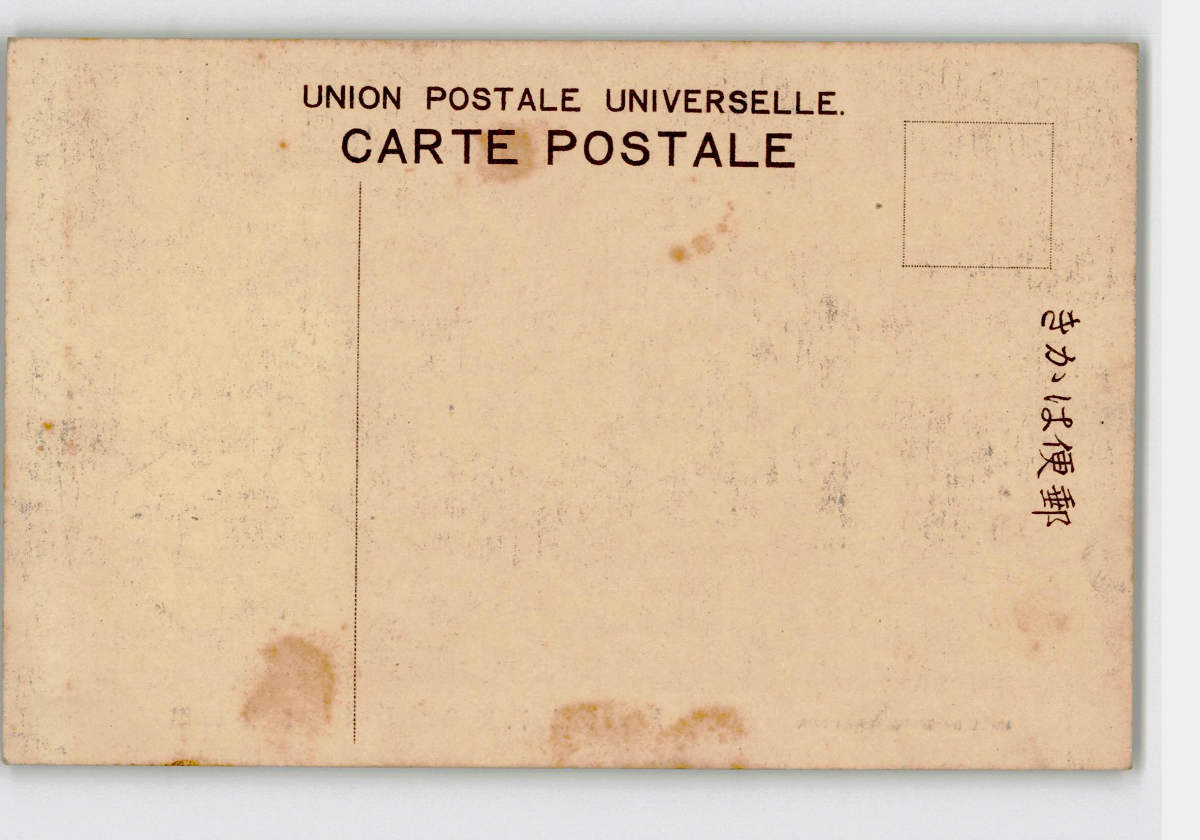 UNION POSTALE UNIVERSELLE.
CARTE POSTALE
郵便はかき